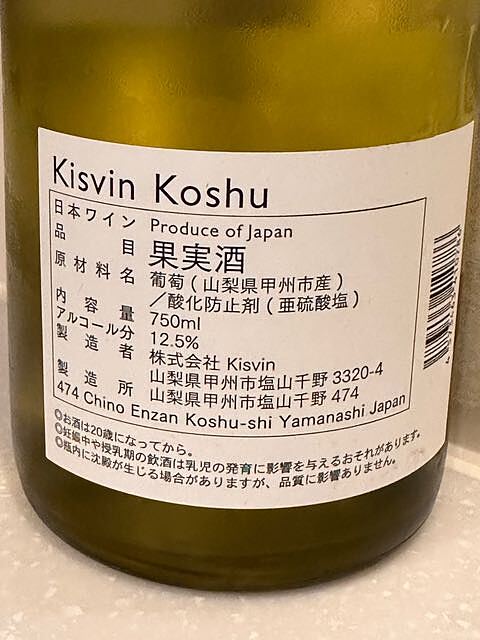 Kisvin Koshu
日本ワイン Produce of Japan
品目 果実酒
原材料名 葡萄(山梨県甲州市産)
／酸化防止剤(亜硫酸塩)
内容量 750ml
アルコール分 12.5%
製造者 株式会社 Kisvin
山梨県甲州市塩山千野 3320-4
製造所 山梨県甲州市塩山千野 474
474 Chino Enzan Koshu-shi Yamanashi Japan
◎お酒は20歳になってから。
◎妊娠中や授乳期の飲酒は乳児の発育に影響を与えるおそれがあります。
◎瓶内に沈殿が生じる場合がありますが、品質に影響ありません。